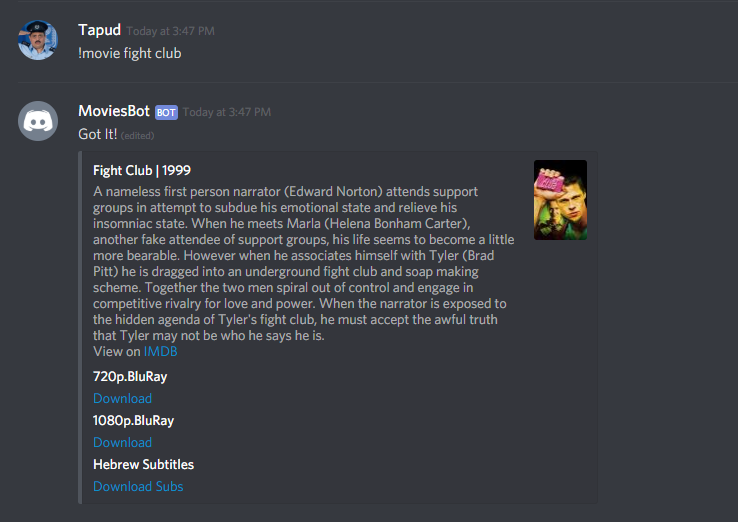 Tapud Today at 3:47 PM
!movie fight club
MoviesBot BOT Today at 3:47 PM
Got It! (edited)
Fight Club | 1999
A nameless first person narrator (Edward Norton) attends support
groups in attempt to subdue his emotional state and relieve his
insomniac state. When he meets Marla (Helena Bonham Carter),
another fake attendee of support groups, his life seems to become a little
more bearable. However when he associates himself with Tyler (Brad
Pitt) he is dragged into an underground fight club and soap making
scheme. Together the two men spiral out of control and engage in
competitive rivalry for love and power. When the narrator is exposed to
the hidden agenda of Tyler's fight club, he must accept the awful truth
that Tyler may not be who he says he is.
View on IMDB
720p.BluRay
Download
1080p.BluRay
Download
Hebrew Subtitles
Download Subs